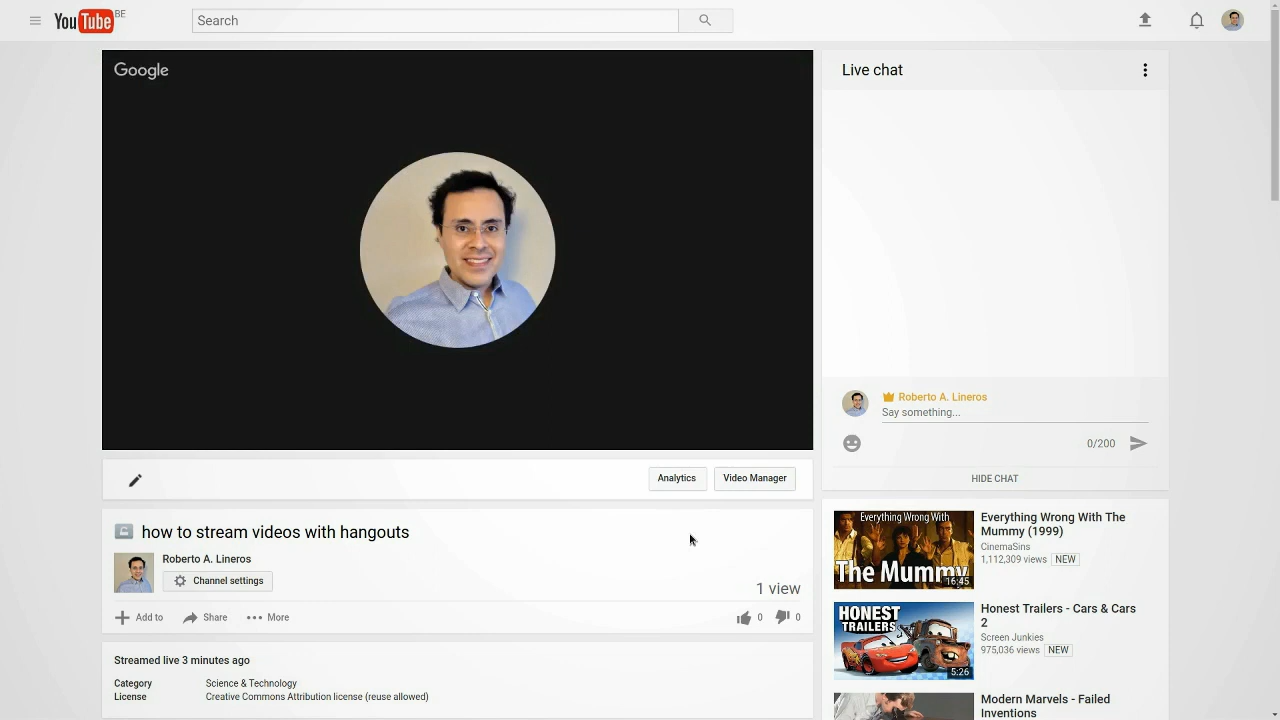 YouTube BE
Search
Google
Live chat
Roberto A. Lineros
Say something...
0/200
HIDE CHAT
Analytics
Video Manager
how to stream videos with hangouts
Roberto A. Lineros
Channel settings
1 view
Add to
Share
More
0
0
Streamed live 3 minutes ago
Science & Technology
License
Creative Commons Attribution license (reuse allowed)
Everything Wrong With
The Mummy
16:45
Everything Wrong With The
Mummy (1999)
CinemaSins
1,112,309 views
NEW
HONEST
TRAILERS
5:26
Honest Trailers - Cars & Cars
2
Screen Junkies
975,036 views
NEW
Modern Marvels - Failed
Inventions